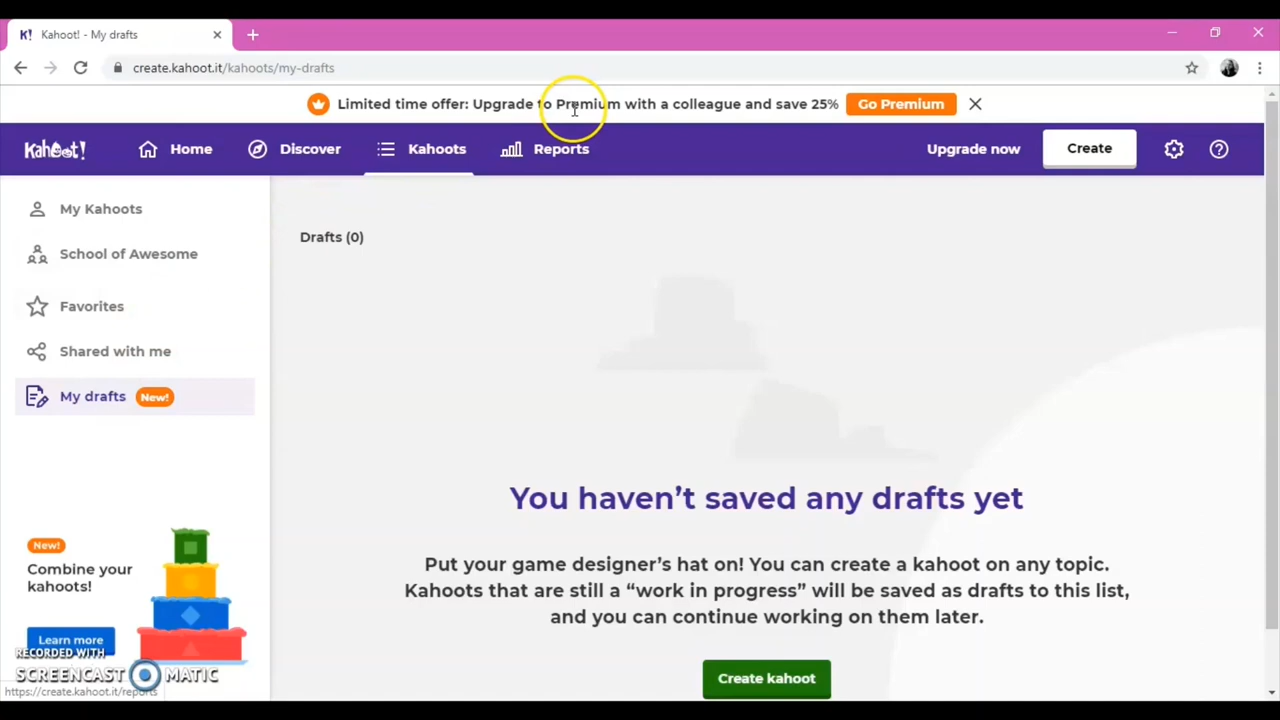 K! Kahoot! - My drafts
create.kahoot.it/kahoots/my-drafts
Limited time offer: Upgrade to Premium with a colleague and save 25% Go Premium
Kahoot! Home Discover Kahoots Reports Upgrade now Create
My Kahoots
School of Awesome
Favorites
Shared with me
My drafts New!
Drafts (0)
You haven't saved any drafts yet
Put your game designer's hat on! You can create a kahoot on any topic.
Kahoots that are still a “work in progress” will be saved as drafts to this list,
and you can continue working on them later.
Create kahoot
New!
Combine your
kahoots!
Learn more
RECORDED WITH
SCREENCAST MATIC
https://create.kahoot.it/reports